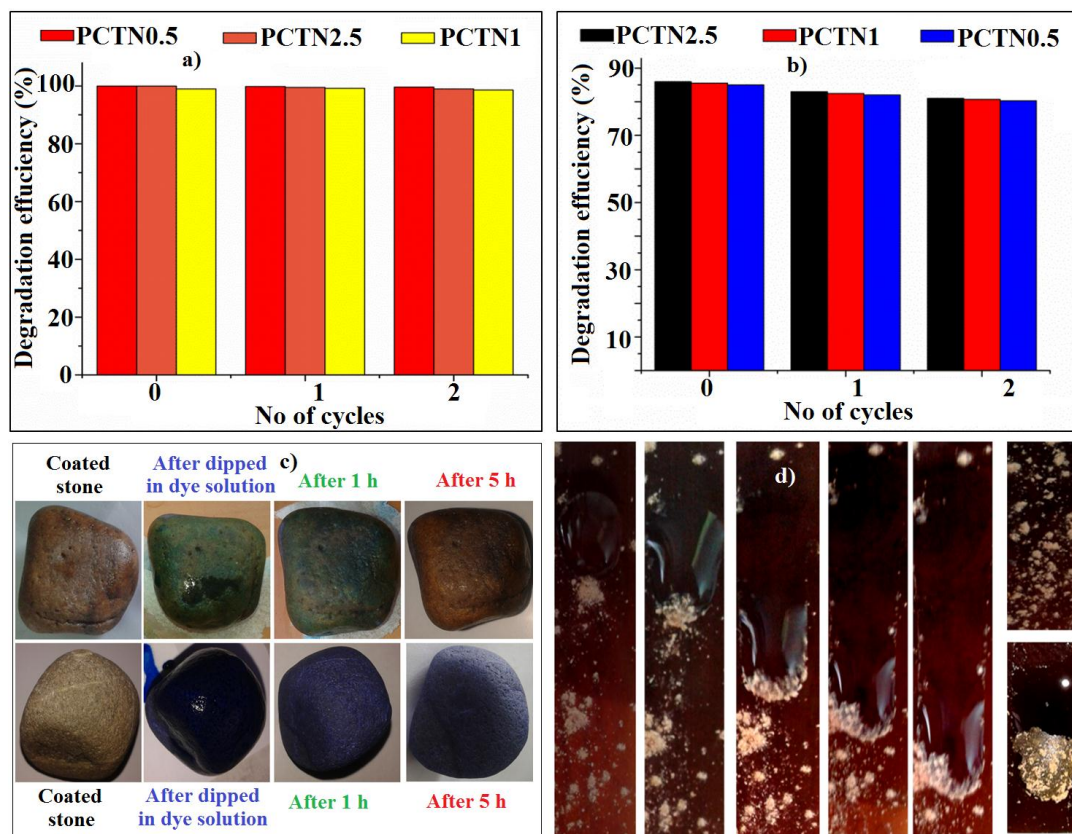 PCTN0.5 PCTN2.5 PCTN1
a)
Degradation effuciency (%)
100
80
60
40
20
0
0 1 2
No of cycles
PCTN2.5 PCTN1 PCTN0.5
b)
Degradation effuciency (%)
90
70
50
30
10
0 1 2
No of cycles
c)
Coated
stone
After dipped
in dye solution
After 1 h
After 5 h
Coated
stone
After dipped
in dye solution
After 1 h
After 5 h
d)